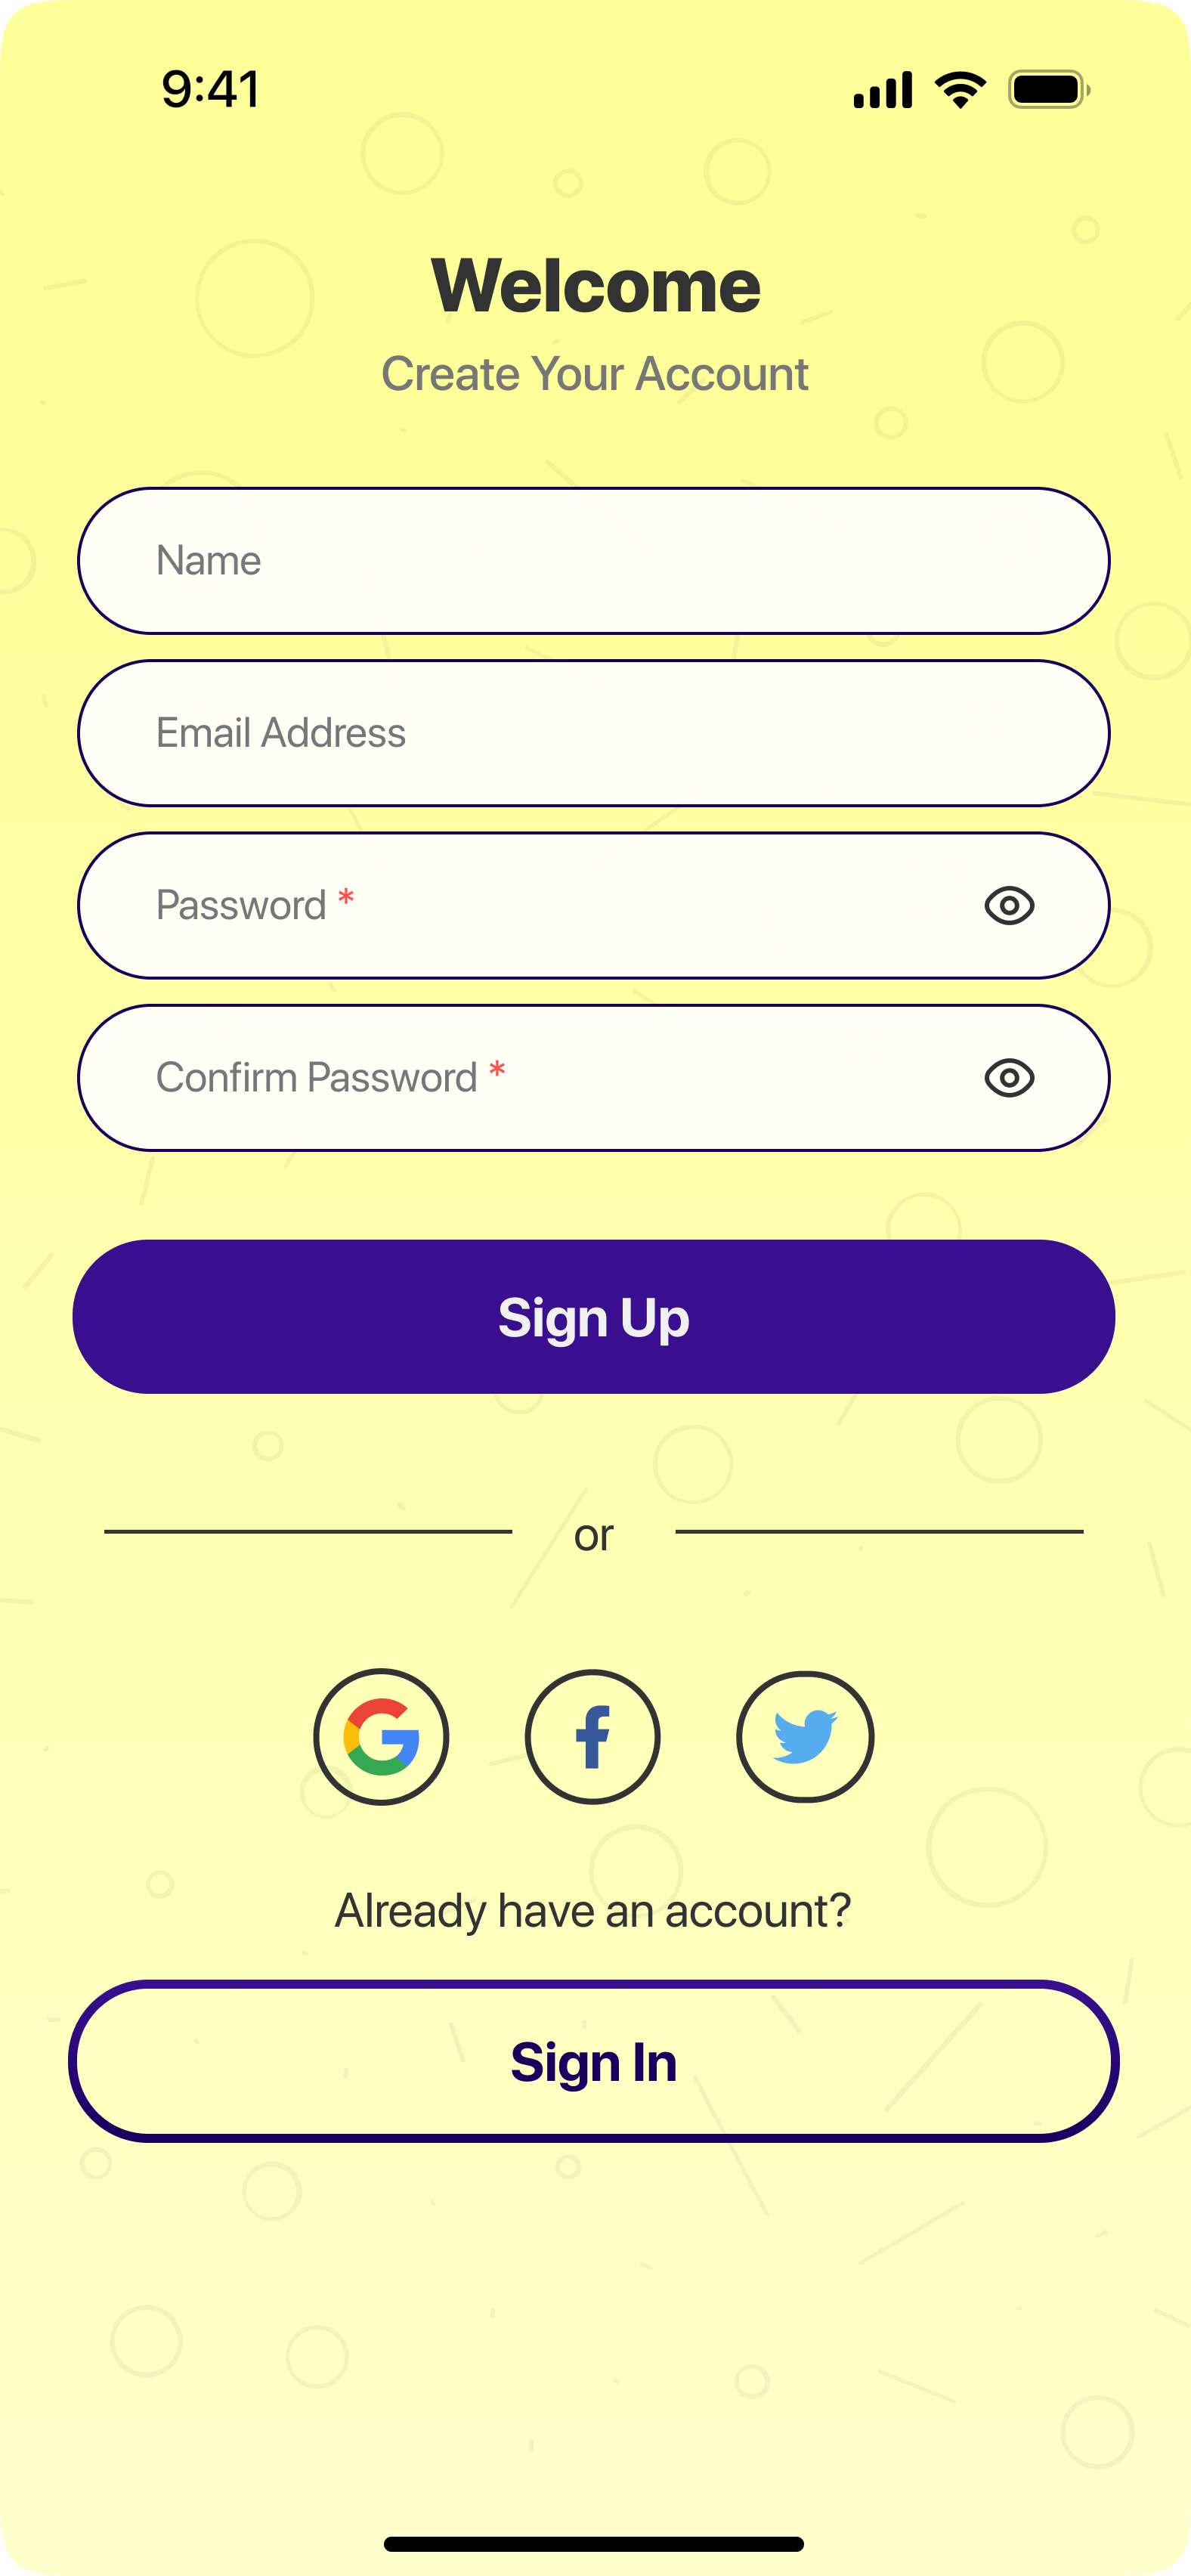 9:41
Welcome
Create Your Account
Name
Email Address
Password *
Confirm Password *
Sign Up
or
Already have an account?
Sign In